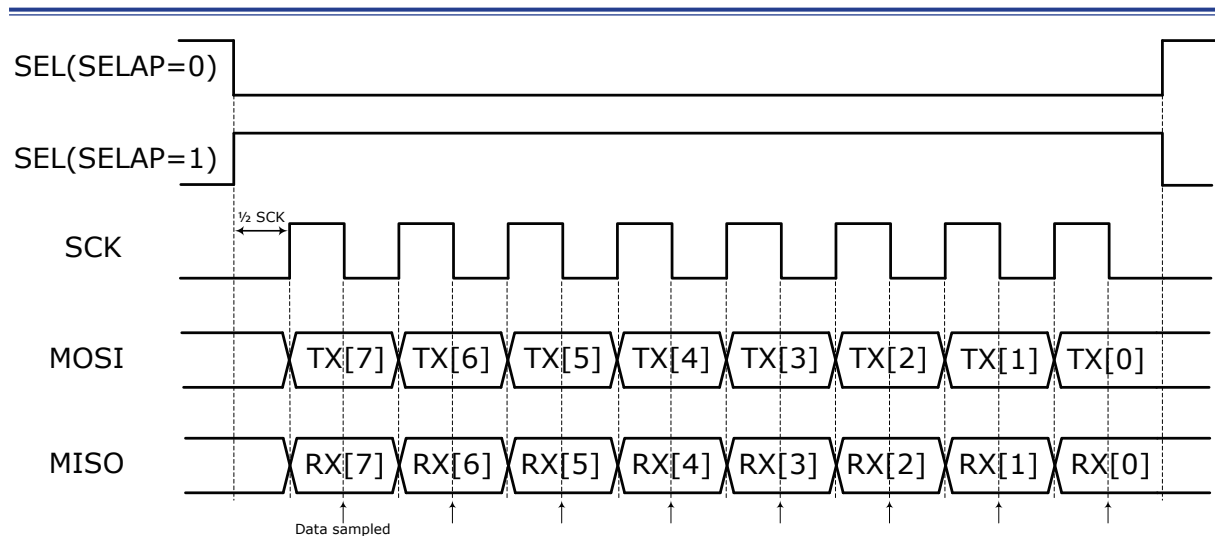 SEL(SELAP=0)
SEL(SELAP=1)
½ SCK
SCK
MOSI
TX[7] TX[6] TX[5] TX[4] TX[3] TX[2] TX[1] TX[0]
MISO
RX[7] RX[6] RX[5] RX[4] RX[3] RX[2] RX[1] RX[0]
Data sampled